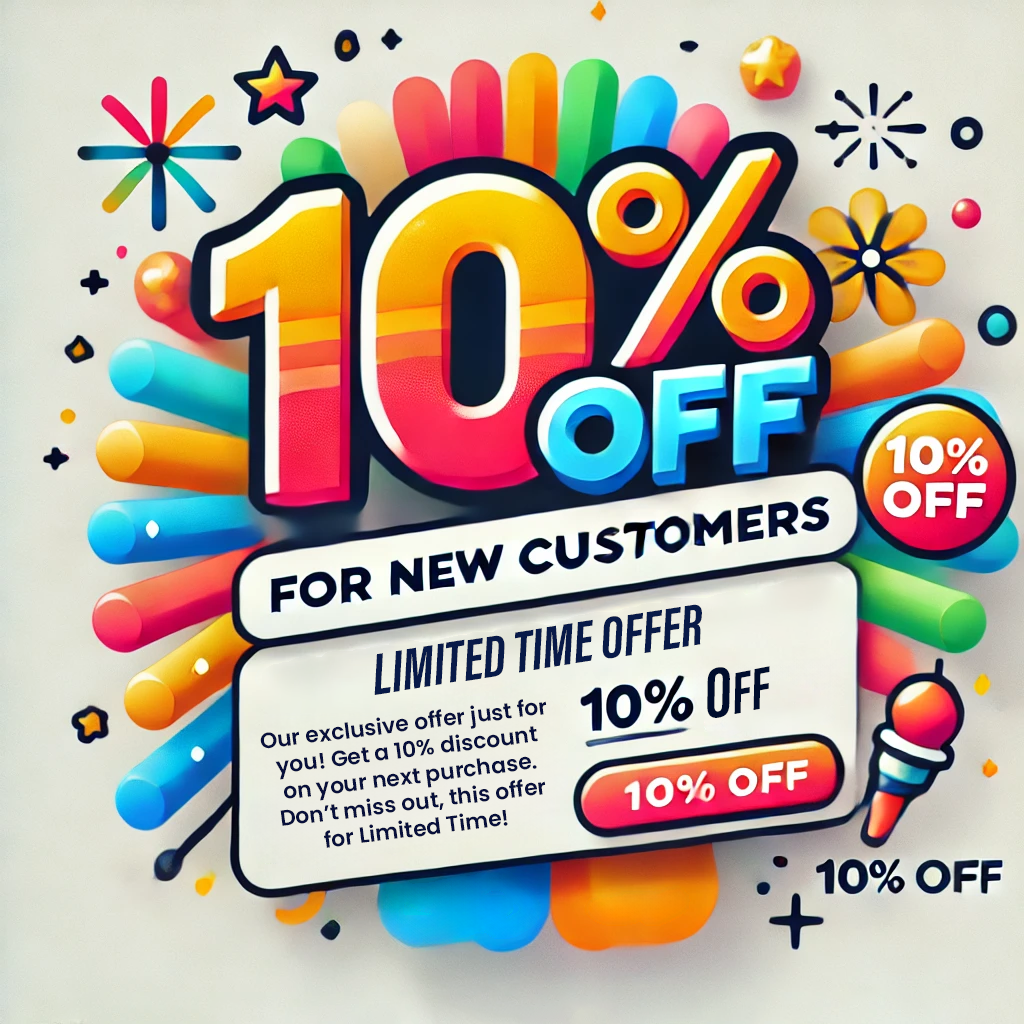 10%
OFF
10%
OFF
FOR NEW CUSTOMERS
LIMITED TIME OFFER
Our exclusive offer just for
you! Get a 10% discount
on your next purchase.
Don't miss out, this offer
for Limited Time!
10% OFF
10% OFF
10% OFF